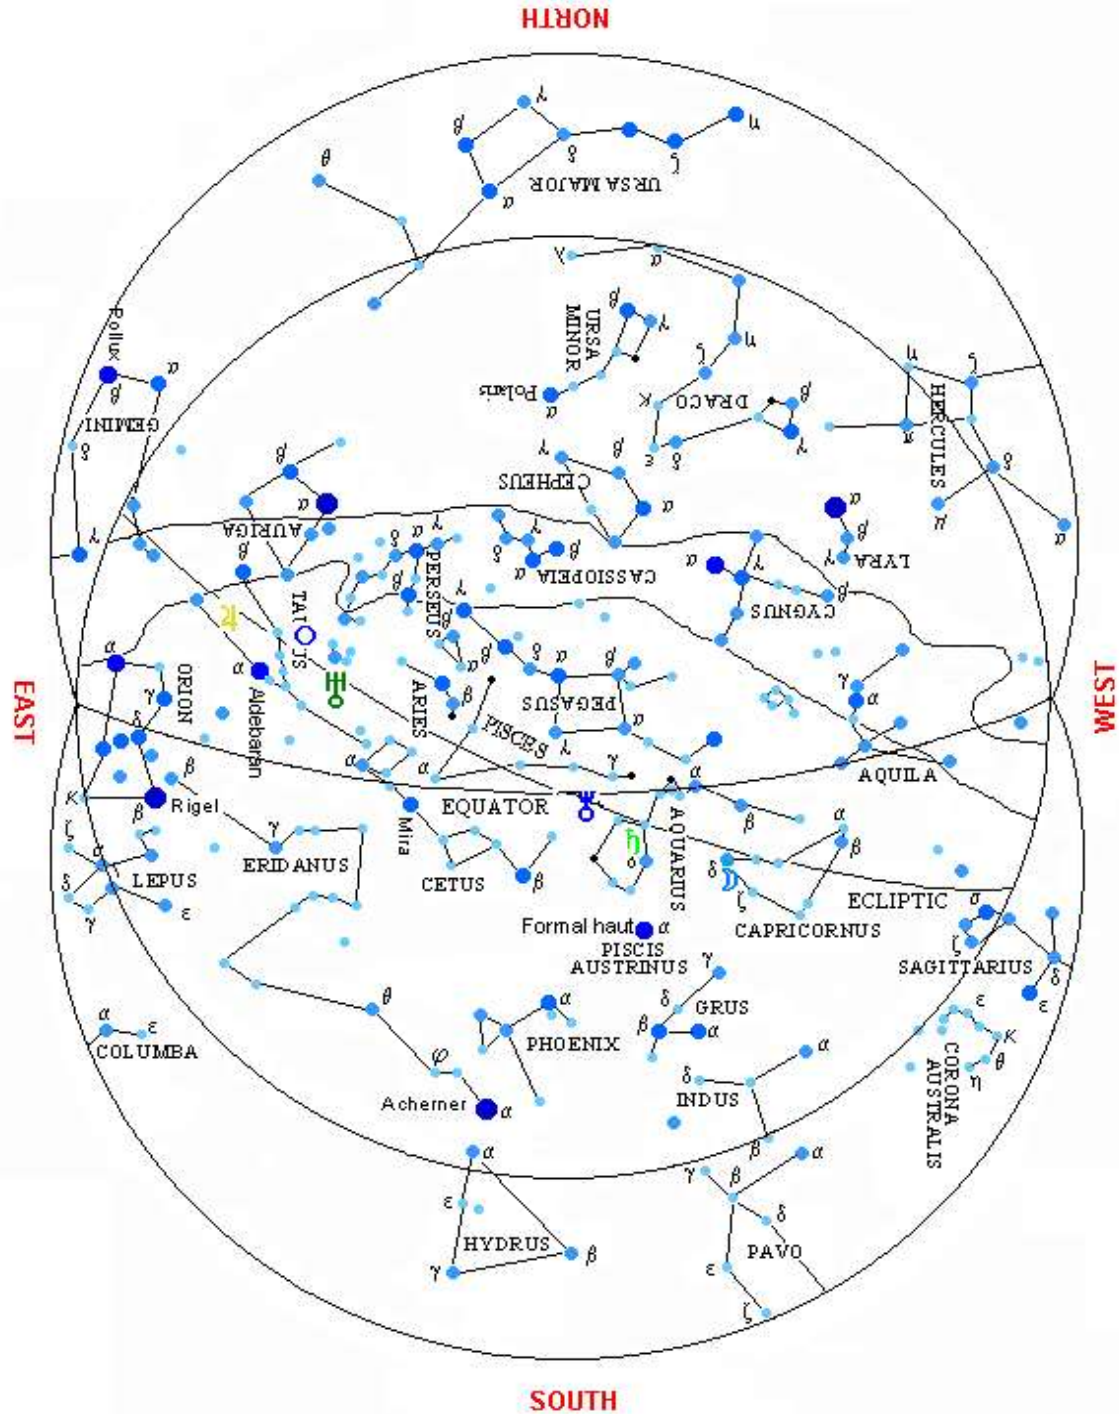 NORTH
γ
β
η
δ
ζ
θ
α
URSA MAJOR
λ
α
β
γ
URSA
MINOR
η
ζ
Polaris
α
κ
DRACO
β
γ
ε
δ
η
ζ
HERCULES
π
δ
μ
α
Pollux
β
α
GEMINI
δ
γ
β
α
AURIGA
β
γ
β
CEPHEUS
α
α
β
γ
LYRA
δ
α
γ
β
PERSEUS
γ
δ
β
α
CASSIOPEIA
α
γ
β
CYGNUS
TAU
US
♃
α
Aldebaran
♅
γ
β
α
α
β
ARIES
β
δ
α
β
PEGASUS
γ
α
PISCES
α
γ
α
ORION
γ
δ
κ
β
Rigel
β
EAST
WEST
γ
α
AQUILA
EQUATOR
α
Mira
♆
α
β
AQUARIUS
♄
δ
α
β
δ
ζ
CAPRICORNUS
ECLIPTIC
ζ
α
LEPUS
δ
γ
ε
γ
ERIDANUS
CETUS
β
Formal haut
α
PISCIS
AUSTRINUS
σ
ζ
SAGITTARIUS
δ
ε
γ
δ
GRUS
β
α
α
ε
COLUMBA
θ
φ
Acherner
α
α
PHOENIX
δ
α
INDUS
β
ε
κ
θ
η
CORONA
AUSTRALIS
α
ε
HYDRUS
γ
β
γ
β
α
δ
PAVO
ε
ζ
SOUTH